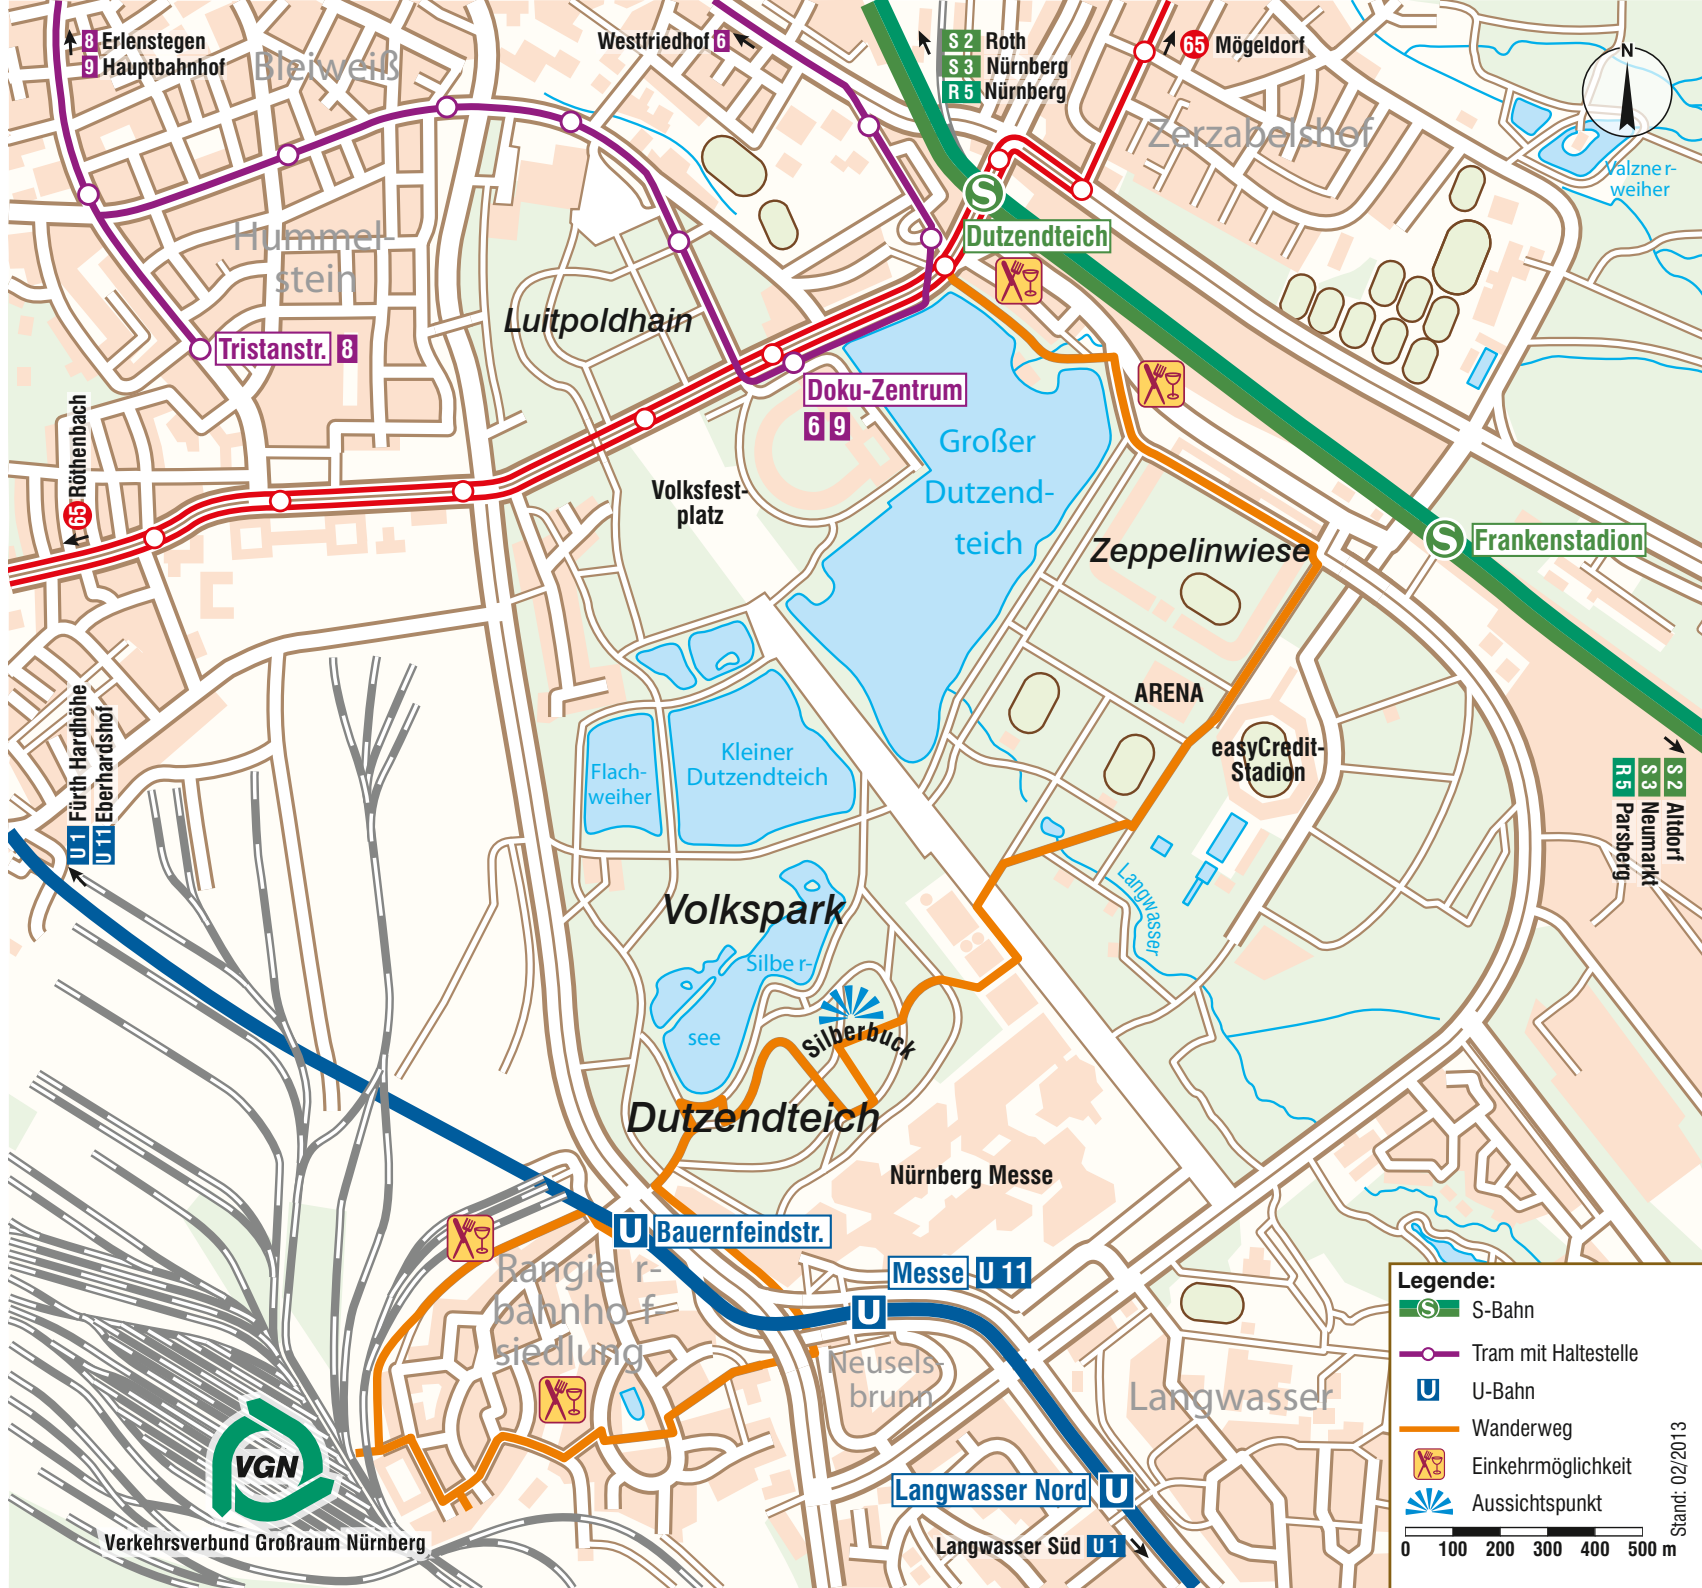 8 Erlenstegen
9 Hauptbahnhof
Bleiweiß
Westfriedhof 6
S 2 Roth
S 3 Nürnberg
R 5 Nürnberg
65 Mögeldorf
N
Zerzabelshof
Valzner-
weiher
Hummel-
stein
S
Dutzendteich
Luitpoldhain
Tristanstr. 8
Doku-Zentrum
6 9
65 Röthenbach
Großer
Dutzend-
teich
Volksfest-
platz
Zeppelinwiese
S Frankenstadion
ARENA
easyCredit-
Stadion
U 1 Fürth Hardhöhe
U 11 Eberhardshof
Kleiner
Dutzendteich
Flach-
weiher
S 2 Altdorf
S 3 Neumarkt
R 5 Parsberg
Langwasser
Volkspark
Silber-
see
Silberbuck
Dutzendteich
Nürnberg Messe
U Bauernfeindstr.
Messe U 11
U
Rangier-
bahnhof-
siedlung
Neusels-
brunn
Langwasser
VGN
Verkehrsverbund Großraum Nürnberg
Langwasser Nord U
Langwasser Süd U 1
Legende:
S S-Bahn
Tram mit Haltestelle
U U-Bahn
Wanderweg
Einkehrmöglichkeit
Aussichtspunkt
0 100 200 300 400 500 m
Stand: 02/2013